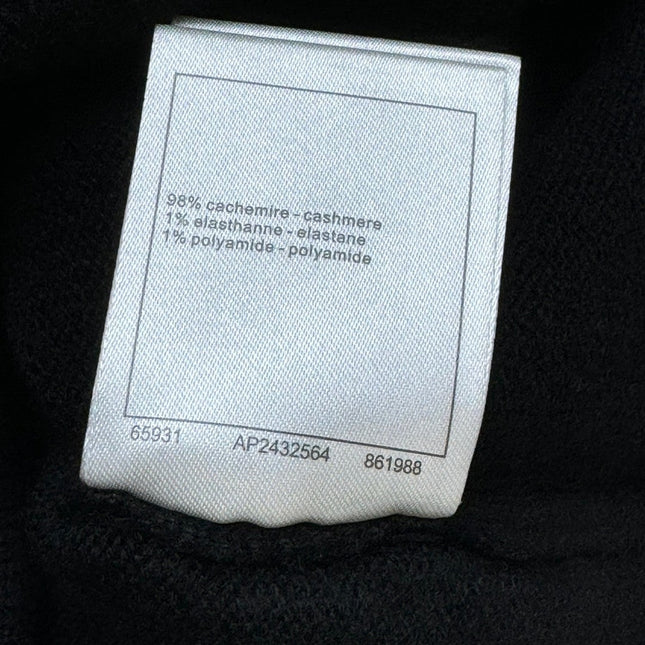 98% cachemire - cashmere
1% elasthanne - elastane
1% polyamide - polyamide
65931 AP2432564 861988